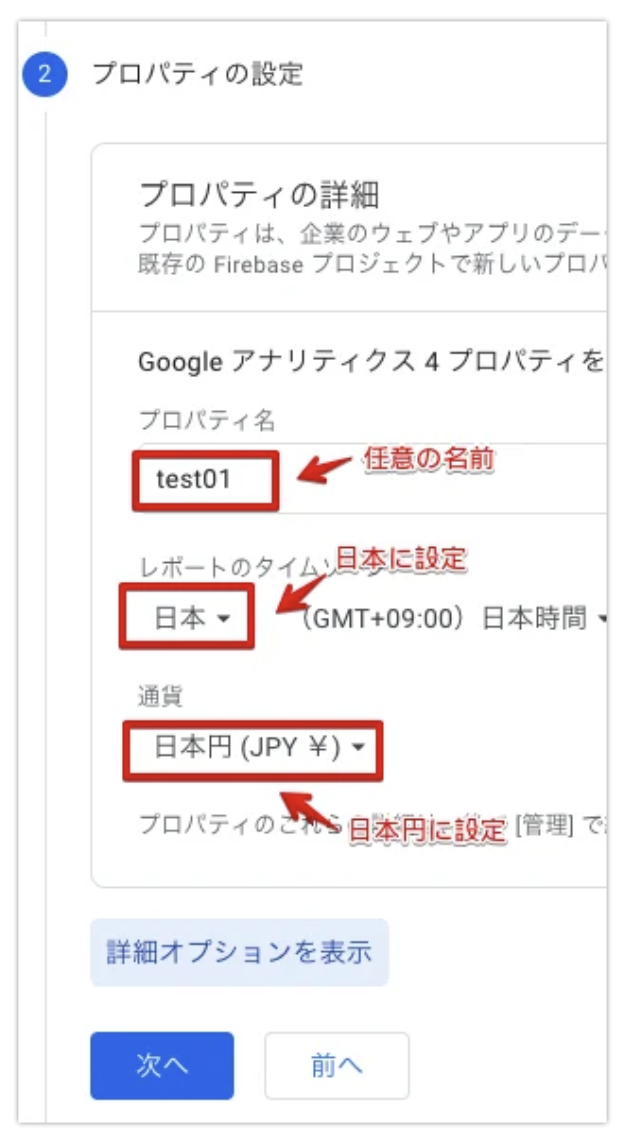 2 プロパティの設定
プロパティの詳細
プロパティは、企業のウェブやアプリのデー
既存の Firebase プロジェクトで新しいプロパ
Google アナリティクス 4 プロパティを
プロパティ名
test01
任意の名前
レポートのタイム
日本に設定
日本 (GMT+09:00) 日本時間
通貨
日本円 (JPY ¥)
プロパティのこれら [管理] で
日本円に設定
詳細オプションを表示
次へ 前へ